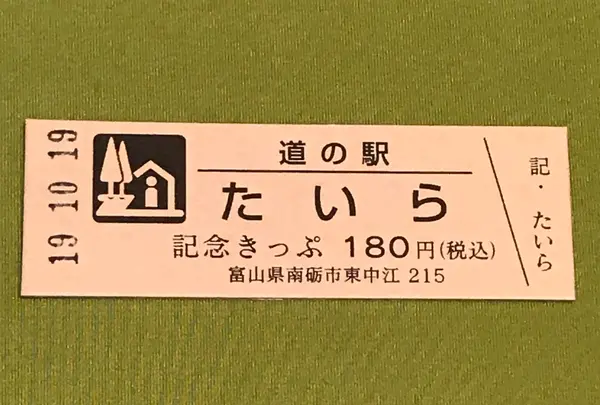 19.10.19
道の駅
たいら
記念きっぷ 180円(税込)
富山県南砺市東中江 215
記・たいら